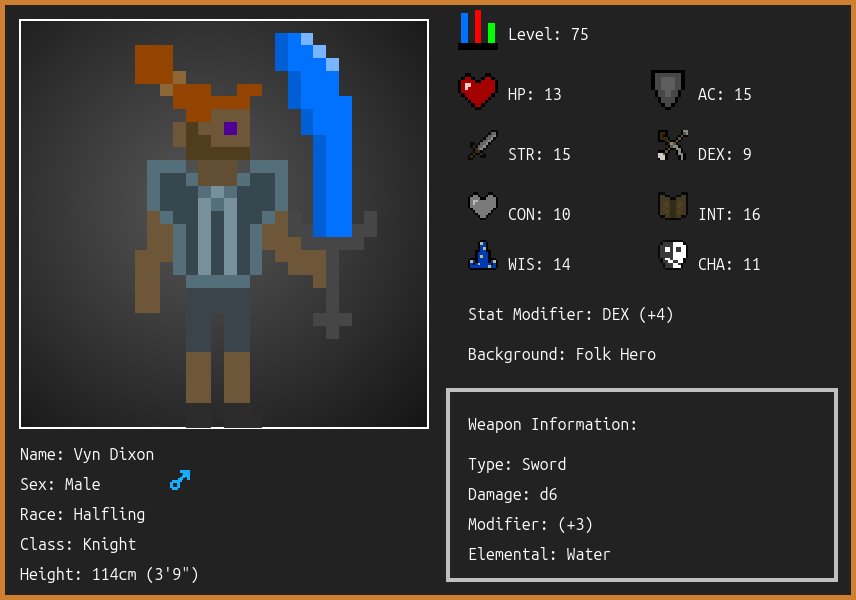 Level: 75
HP: 13
AC: 15
STR: 15
DEX: 9
CON: 10
INT: 16
WIS: 14
CHA: 11
Stat Modifier: DEX (+4)
Background: Folk Hero
Weapon Information:
Type: Sword
Damage: d6
Modifier: (+3)
Elemental: Water
Name: Vyn Dixon
Sex: Male
Race: Halfling
Class: Knight
Height: 114cm (3'9")